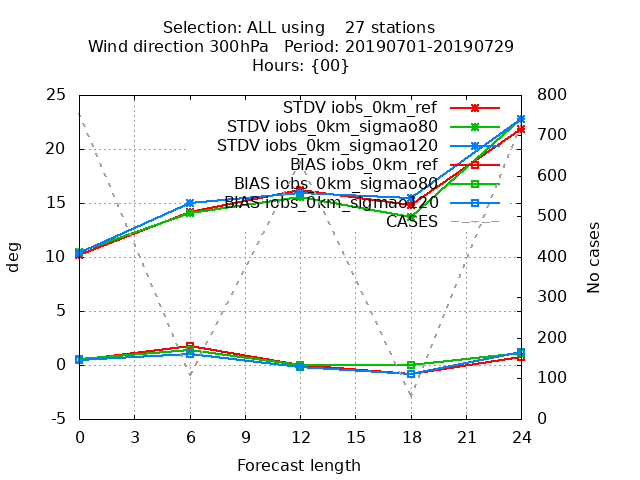 Selection: ALL using    27 stations
Wind direction 300hPa   Period: 20190701-20190729
Hours: {00}
STDV iobs_0km_ref
STDV iobs_0km_sigmao80
STDV iobs_0km_sigmao120
BIAS iobs_0km_ref
BIAS iobs_0km_sigmao80
BIAS iobs_0km_sigmao120
CASES
25
20
15
10
5
0
-5
deg
800
700
600
500
400
300
200
100
0
No cases
0 3 6 9 12 15 18 21 24
Forecast length